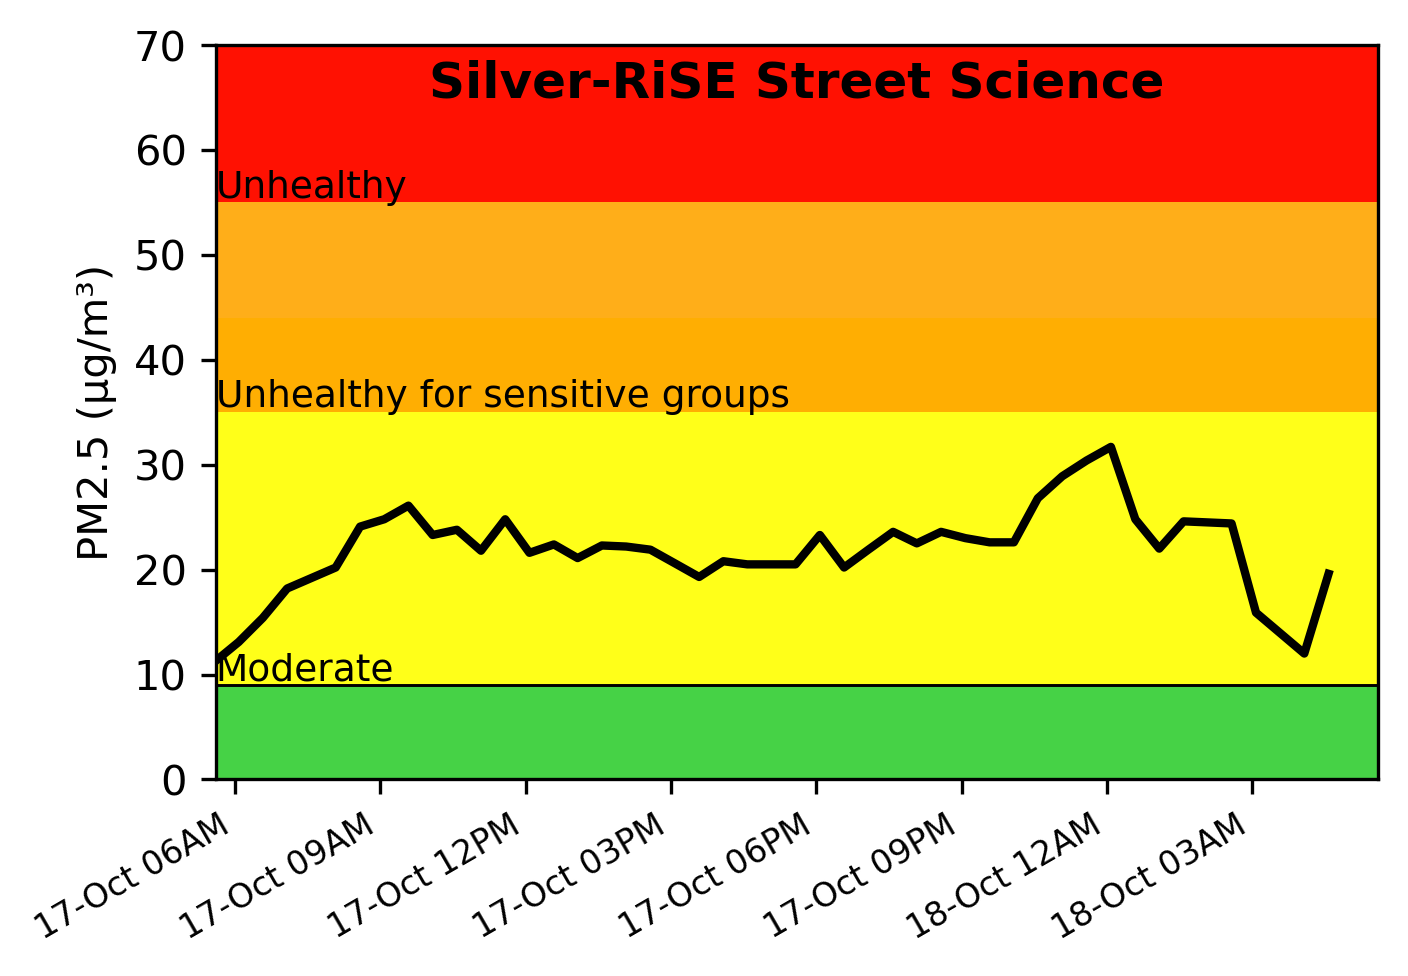 Silver-RiSE Street Science
PM2.5 (µg/m³)
70
60
Unhealthy
50
40
Unhealthy for sensitive groups
30
20
10
Moderate
0
17-Oct 06AM
17-Oct 09AM
17-Oct 12PM
17-Oct 03PM
17-Oct 06PM
17-Oct 09PM
18-Oct 12AM
18-Oct 03AM